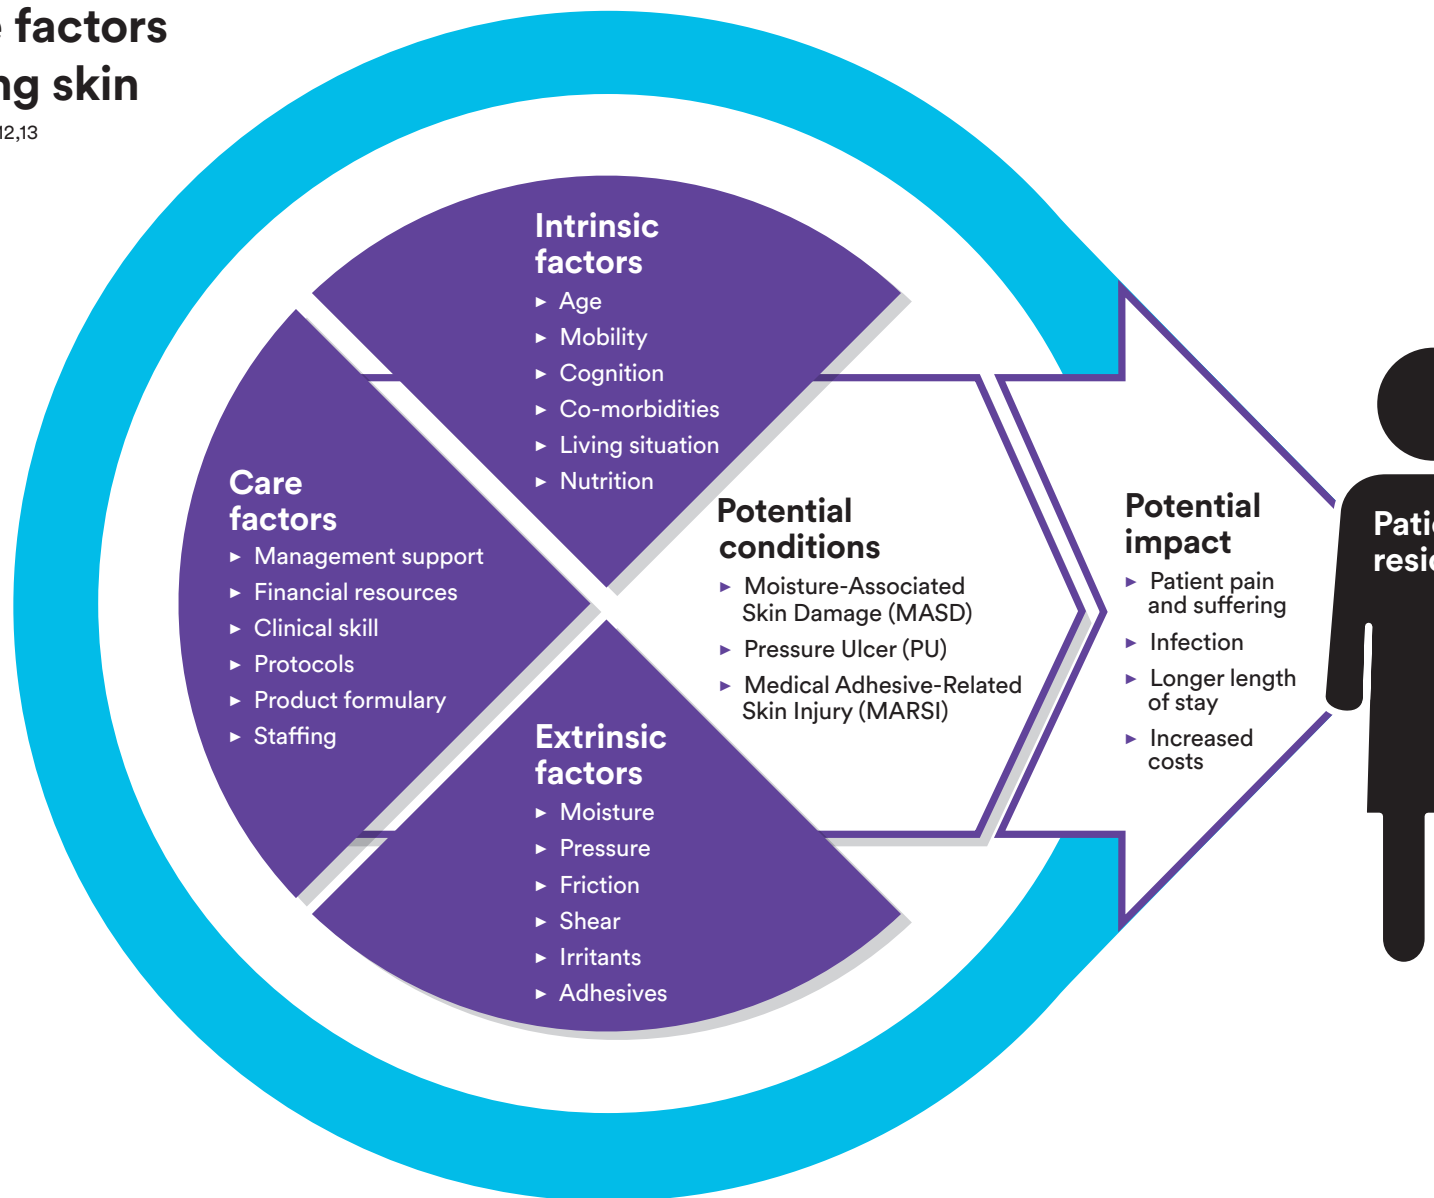 factors
skin
12,13
Intrinsic
factors
► Age
► Mobility
► Cognition
► Co-morbidities
► Living situation
► Nutrition
Care
factors
► Management support
► Financial resources
► Clinical skill
► Protocols
► Product formulary
► Staffing
Extrinsic
factors
► Moisture
► Pressure
► Friction
► Shear
► Irritants
► Adhesives
Potential
conditions
► Moisture-Associated
Skin Damage (MASD)
► Pressure Ulcer (PU)
► Medical Adhesive-Related
Skin Injury (MARSI)
Potential
impact
► Patient pain
and suffering
► Infection
► Longer length
of stay
► Increased
costs